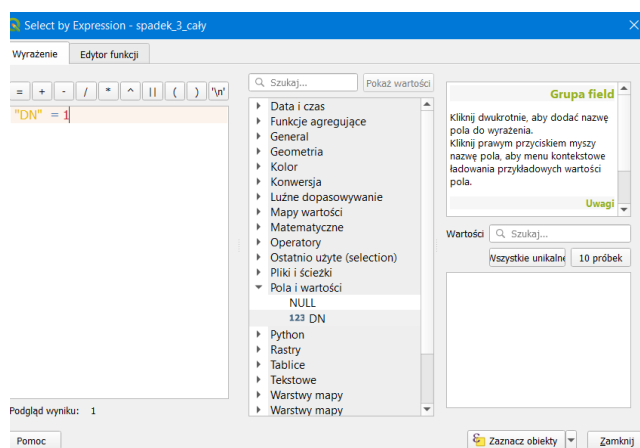 Select by Expression - spadek_3_cały
Wyrażenie
Edytor funkcji
= + - / * ^ || ( ) '\n'
"DN" = 1
Podgląd wyniku: 1
Szukaj...
Pokaż wartości
Data i czas
Funkcje agregujące
General
Geometria
Kolor
Konwersja
Luźne dopasowywanie
Mapy wartości
Matematyczne
Operatory
Ostatnio użyte (selection)
Pliki i ścieżki
Pola i wartości
NULL
123 DN
Python
Rastry
Tablice
Tekstowe
Warstwy mapy
Warstwy mapy
Grupa field
Kliknij dwukrotnie, aby dodać nazwę
pola do wyrażenia.
Kliknij prawym przyciskiem myszy
nazwę pola, aby menu kontekstowe
ładowania przykładowych wartości
pola.
Uwagi
Wartości
Szukaj...
Wszystkie unikalne
10 próbek
Pomoc
Zaznacz obiekty
Zamknij